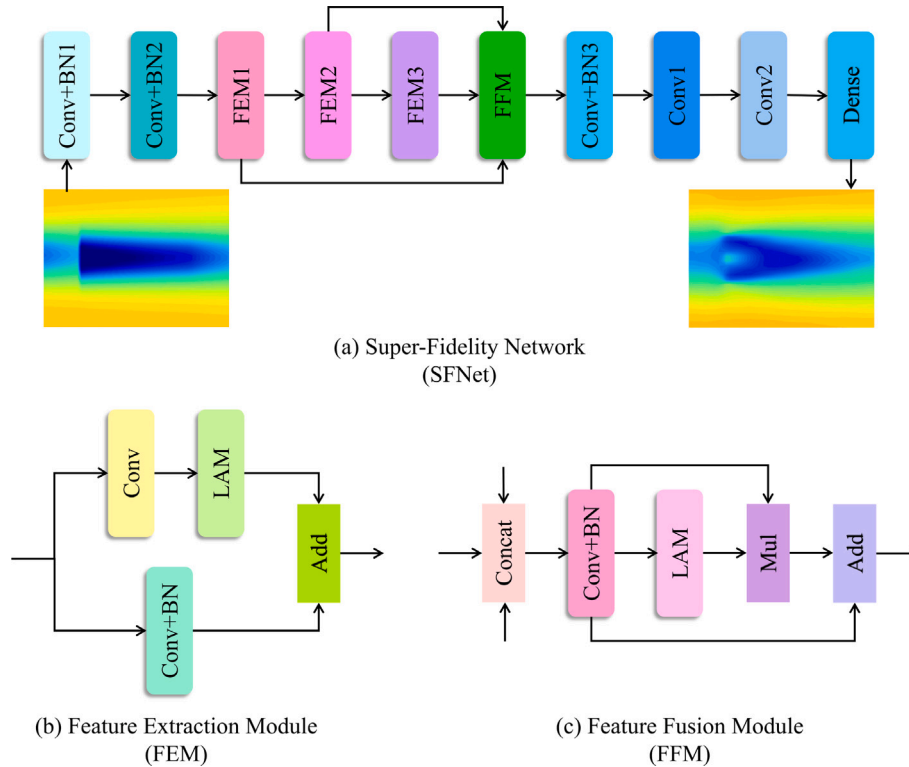 Conv+BN1
Conv+BN2
FEM1
FEM2
FEM3
FFM
Conv+BN3
Conv1
Conv2
Dense
(a) Super-Fidelity Network
(SFNet)
Conv
LAM
Add
Conv+BN
Concat
Conv+BN
LAM
Mul
Add
(b) Feature Extraction Module
(FEM)
(c) Feature Fusion Module
(FFM)